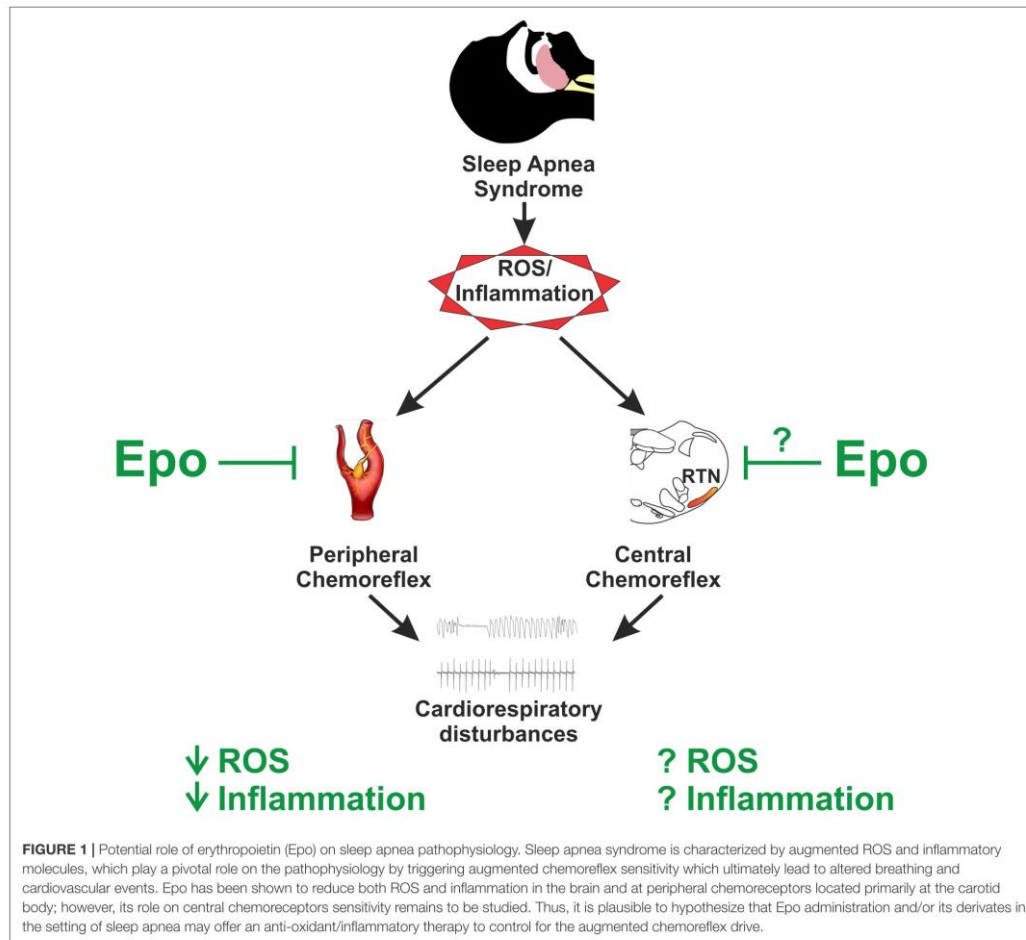 Sleep Apnea
Syndrome
ROS/
Inflammation
Epo
RTN
?
Epo
Peripheral
Chemoreflex
Central
Chemoreflex
Cardiorespiratory
disturbances
↓ ROS
↓ Inflammation
? ROS
? Inflammation
FIGURE 1 | Potential role of erythropoietin (Epo) on sleep apnea pathophysiology. Sleep apnea syndrome is characterized by augmented ROS and inflammatory
molecules, which play a pivotal role on the pathophysiology by triggering augmented chemoreflex sensitivity which ultimately lead to altered breathing and
cardiovascular events. Epo has been shown to reduce both ROS and inflammation in the brain and at peripheral chemoreceptors located primarily at the carotid
body; however, its role on central chemoreceptors sensitivity remains to be studied. Thus, it is plausible to hypothesize that Epo administration and/or its derivates in
the setting of sleep apnea may offer an anti-oxidant/inflammatory therapy to control for the augmented chemoreflex drive.